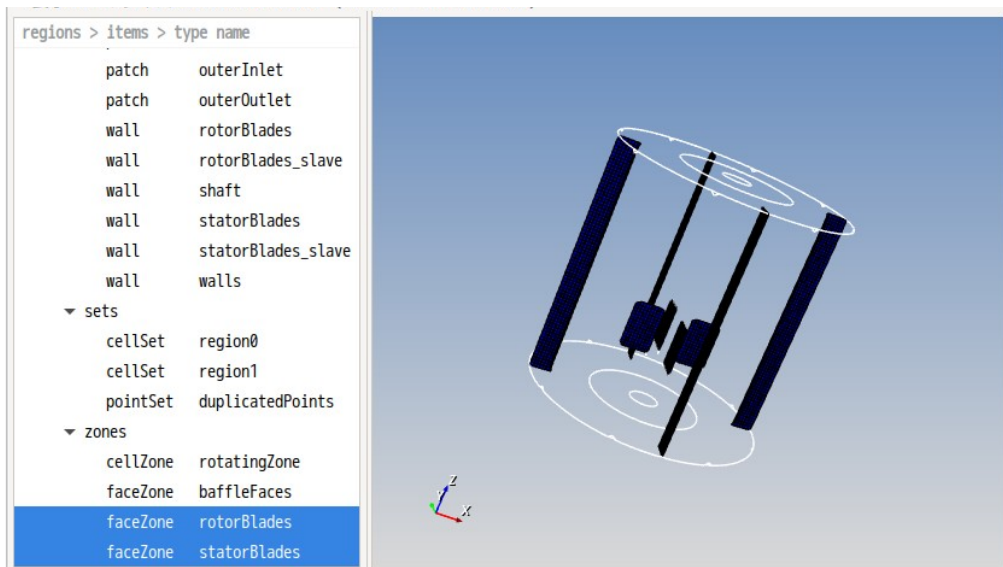 regions > items > type name
patch outerInlet
patch outerOutlet
wall rotorBlades
wall rotorBlades_slave
wall shaft
wall statorBlades
wall statorBlades_slave
wall walls
sets
cellSet region0
cellSet region1
pointSet duplicatedPoints
zones
cellZone rotatingZone
faceZone baffleFaces
faceZone rotorBlades
faceZone statorBlades
Z
X